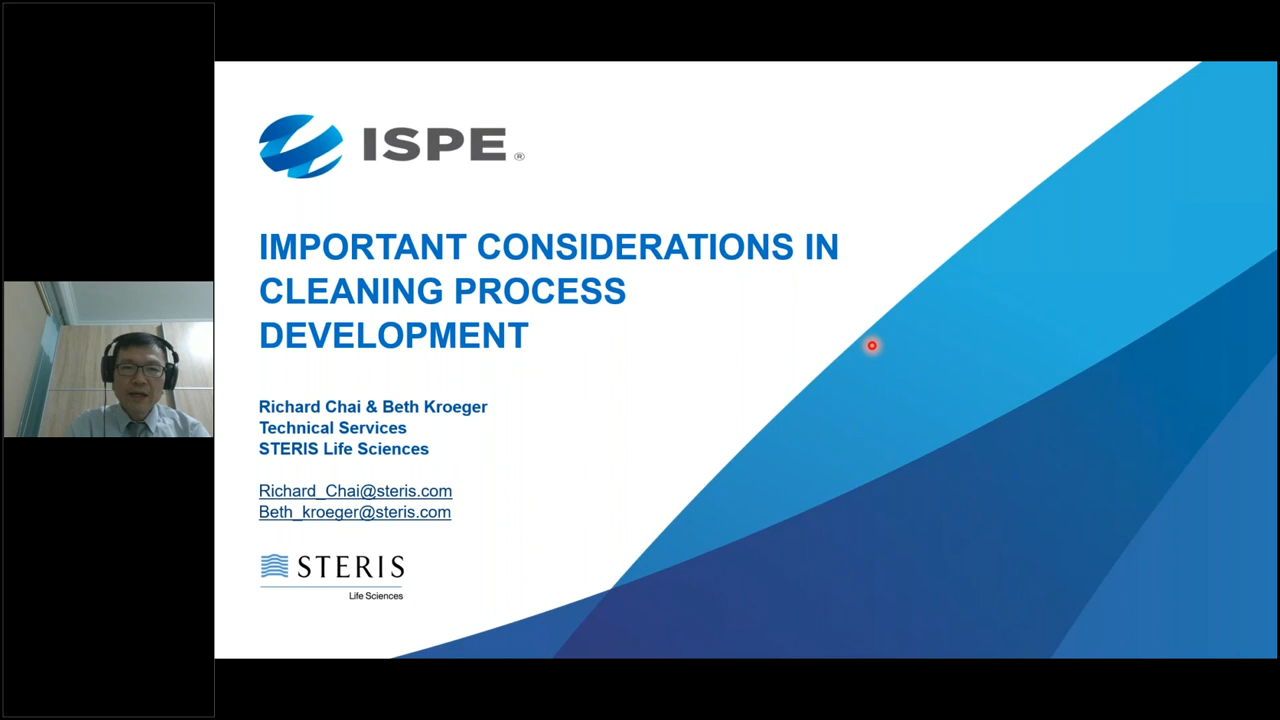 ISPE®
IMPORTANT CONSIDERATIONS IN
CLEANING PROCESS
DEVELOPMENT
Richard Chai & Beth Kroeger
Technical Services
STERIS Life Sciences
Richard_Chai@steris.com
Beth_kroeger@steris.com
STERIS
Life Sciences